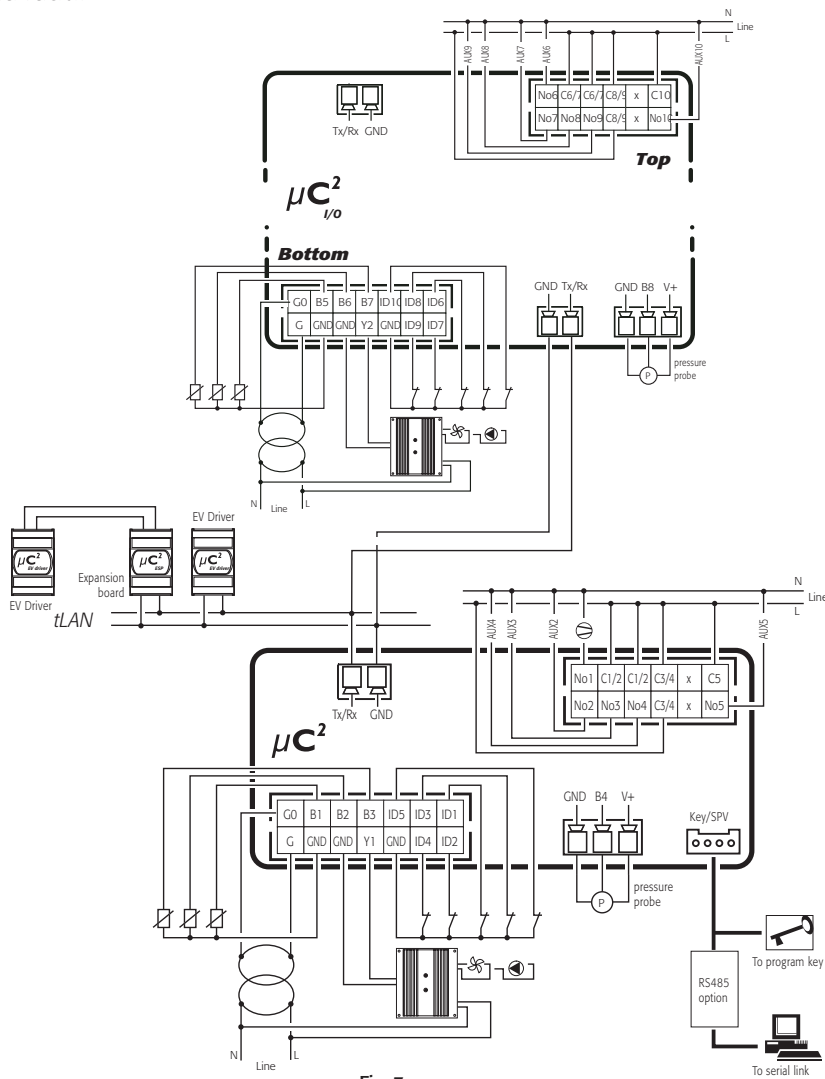 N
Line
L
AUX9
AUX8
AUX7
AUX6
AUX10
No6 C6/7 C6/7 C8/9 x C10
No7 No8 No9 C8/9 x No10
Tx/Rx GND
Top
µC2
I/O
Bottom
G0 B5 B6 B7 ID10 ID8 ID6
G GND GND Y2 GND ID9 ID7
GND Tx/Rx
GND B8 V+
P
pressure
probe
N Line L
EV Driver
µC2
EV driver
µC2
ESP
µC2
EV driver
Expansion
board
EV Driver
tLAN
N
Line
L
AUX4
AUX3
AUX2
AUX5
No1 C1/2 C1/2 C3/4 x C5
No2 No3 No4 C3/4 x No5
Tx/Rx GND
µC2
G0 B1 B2 B3 ID5 ID3 ID1
G GND GND Y1 GND ID4 ID2
GND B4 V+
Key/SPV
P
pressure
probe
To program key
RS485
option
N Line L
To serial link